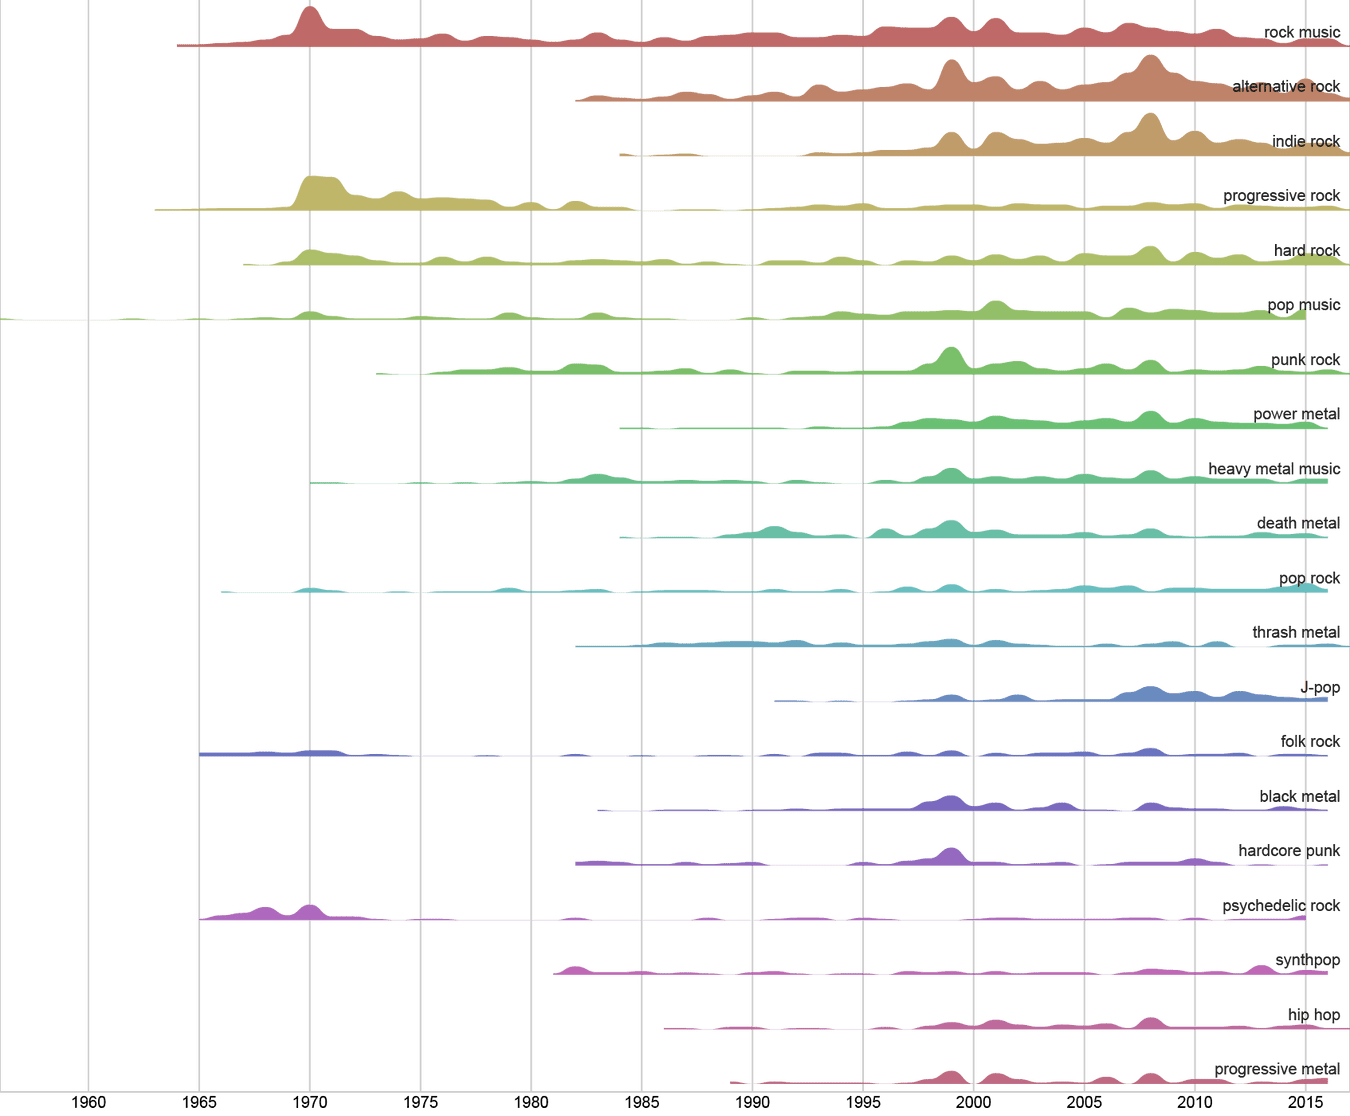 rock music
alternative rock
indie rock
progressive rock
hard rock
pop music
punk rock
power metal
heavy metal music
death metal
pop rock
thrash metal
J-pop
folk rock
black metal
hardcore punk
psychedelic rock
synthpop
hip hop
progressive metal
1960 1965 1970 1975 1980 1985 1990 1995 2000 2005 2010 2015